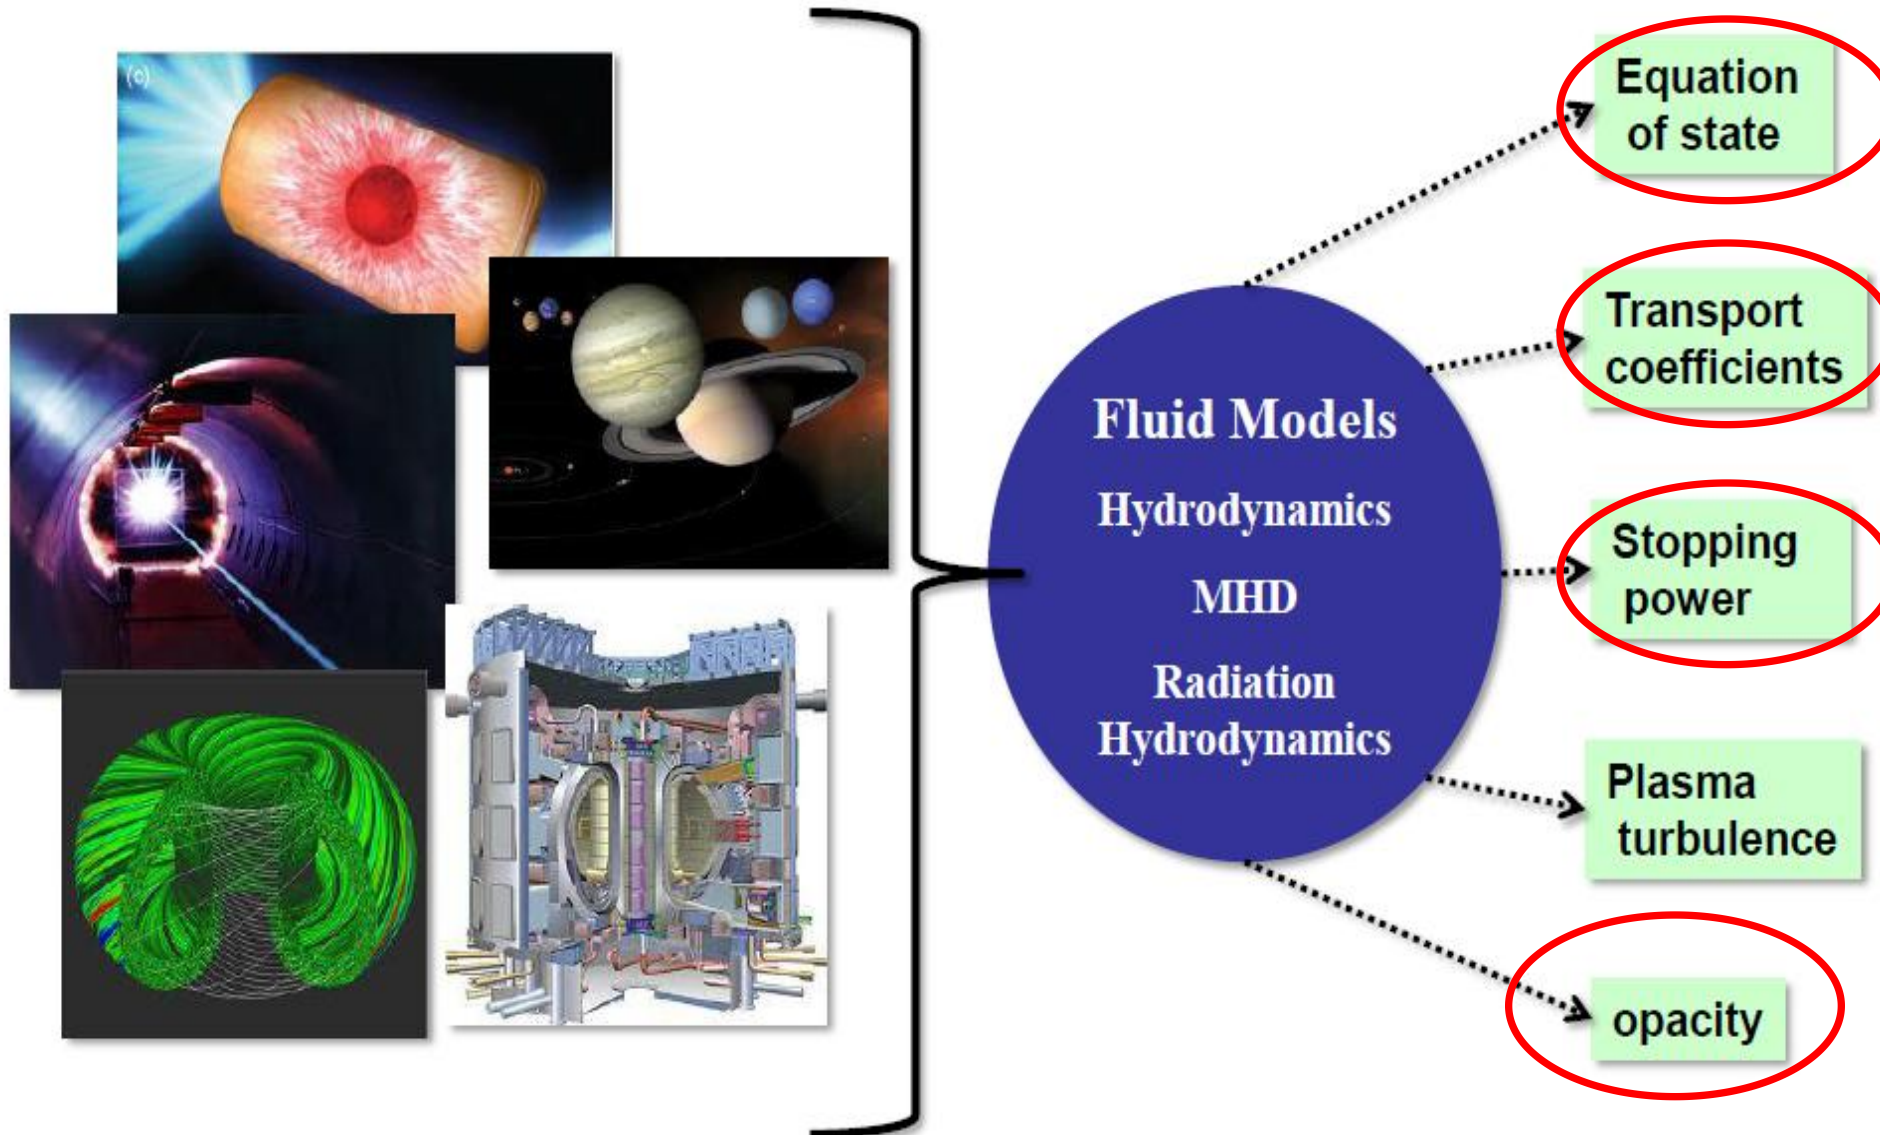 (c)
Fluid Models
Hydrodynamics
MHD
Radiation
Hydrodynamics
Equation
of state
Transport
coefficients
Stopping
power
Plasma
turbulence
opacity